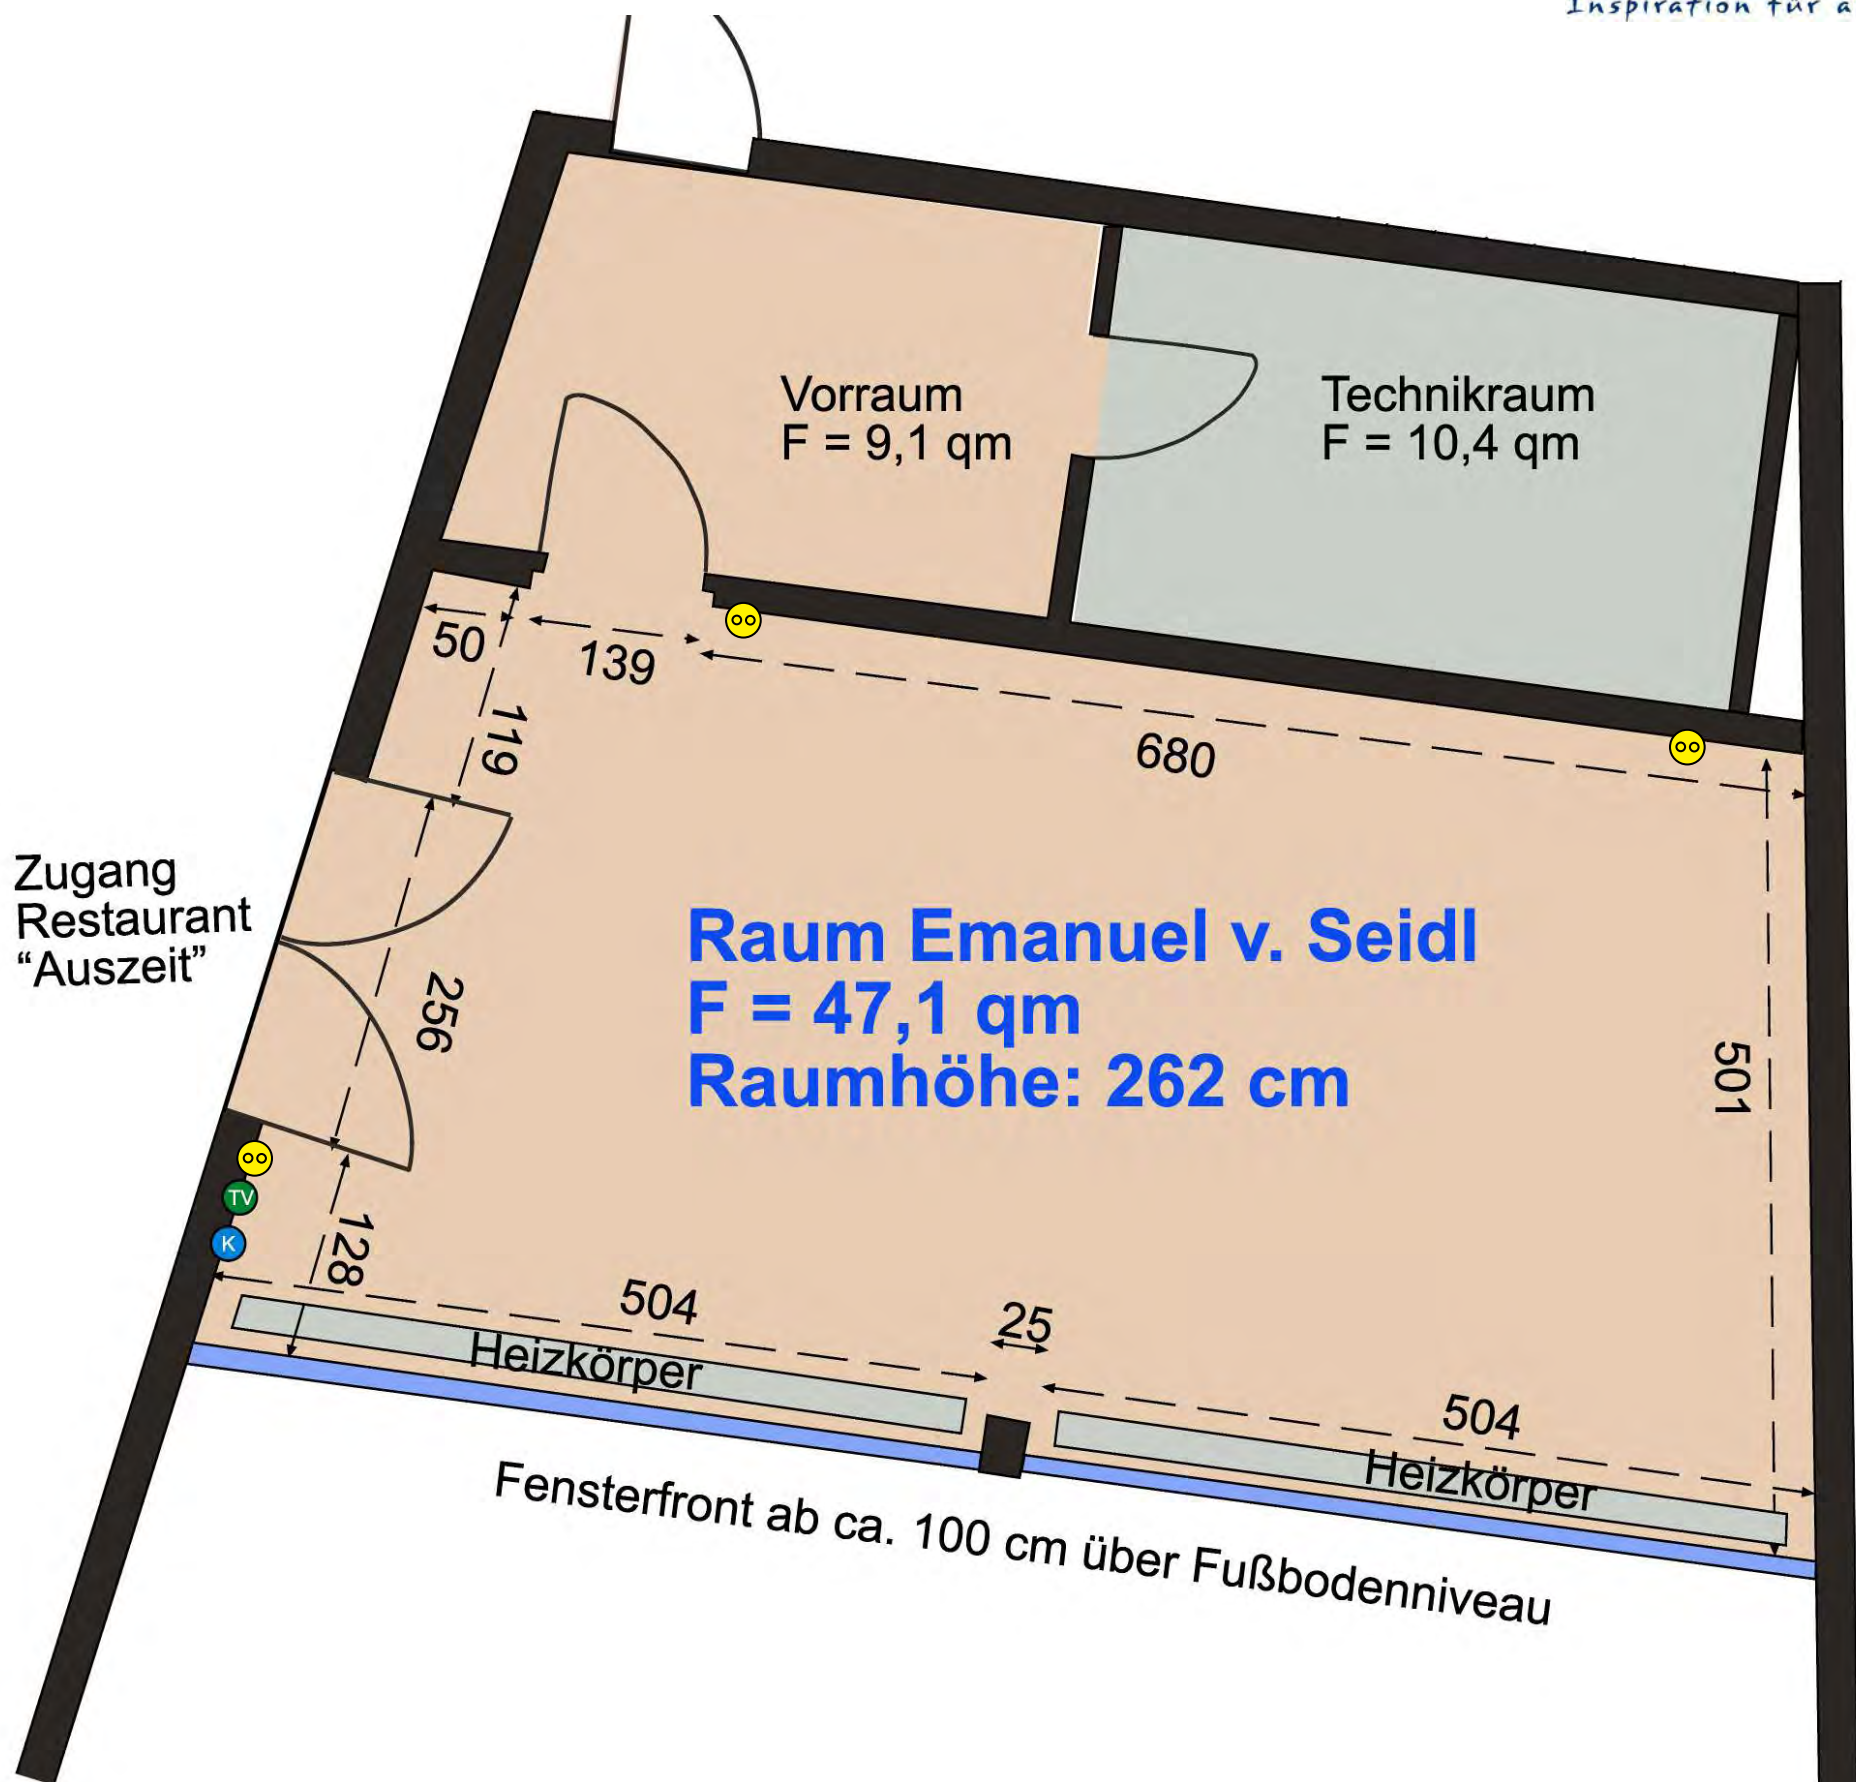 Inspiration für a
Vorraum
F = 9,1 qm
Technikraum
F = 10,4 qm
50
139
119
680
Zugang
Restaurant
“Auszeit”
Raum Emanuel v. Seidl
F = 47,1 qm
Raumhöhe: 262 cm
256
501
TV
K
128
504
25
504
Heizkörper
Heizkörper
Fensterfront ab ca. 100 cm über Fußbodenniveau